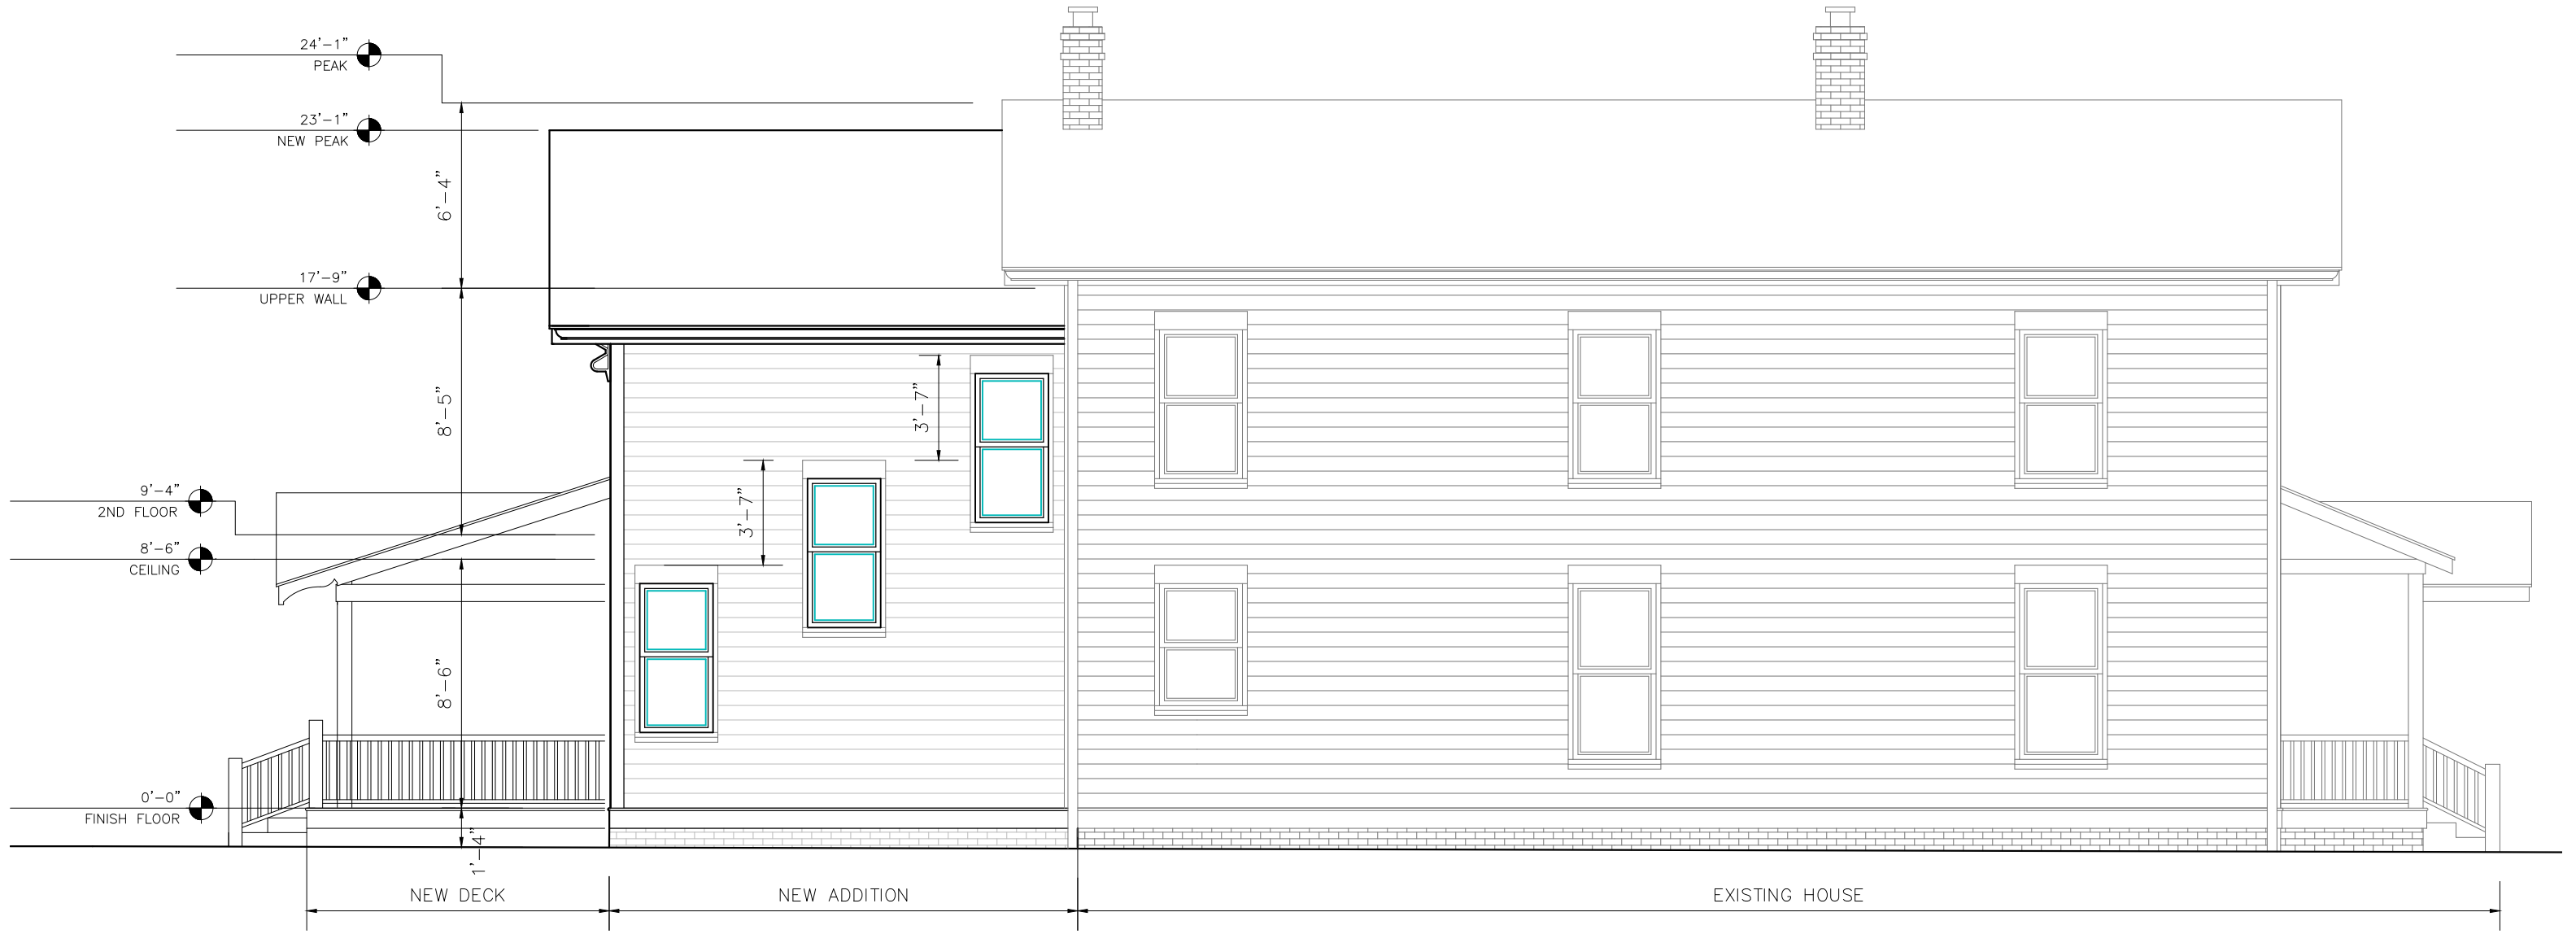 24'-1"
PEAK
23'-1"
NEW PEAK
6'-4"
17'-9"
UPPER WALL
8'-5"
3'-7"
3'-7"
9'-4"
2ND FLOOR
8'-6"
CEILING
8'-6"
0'-0"
FINISH FLOOR
1'-4"
NEW DECK
NEW ADDITION
EXISTING HOUSE